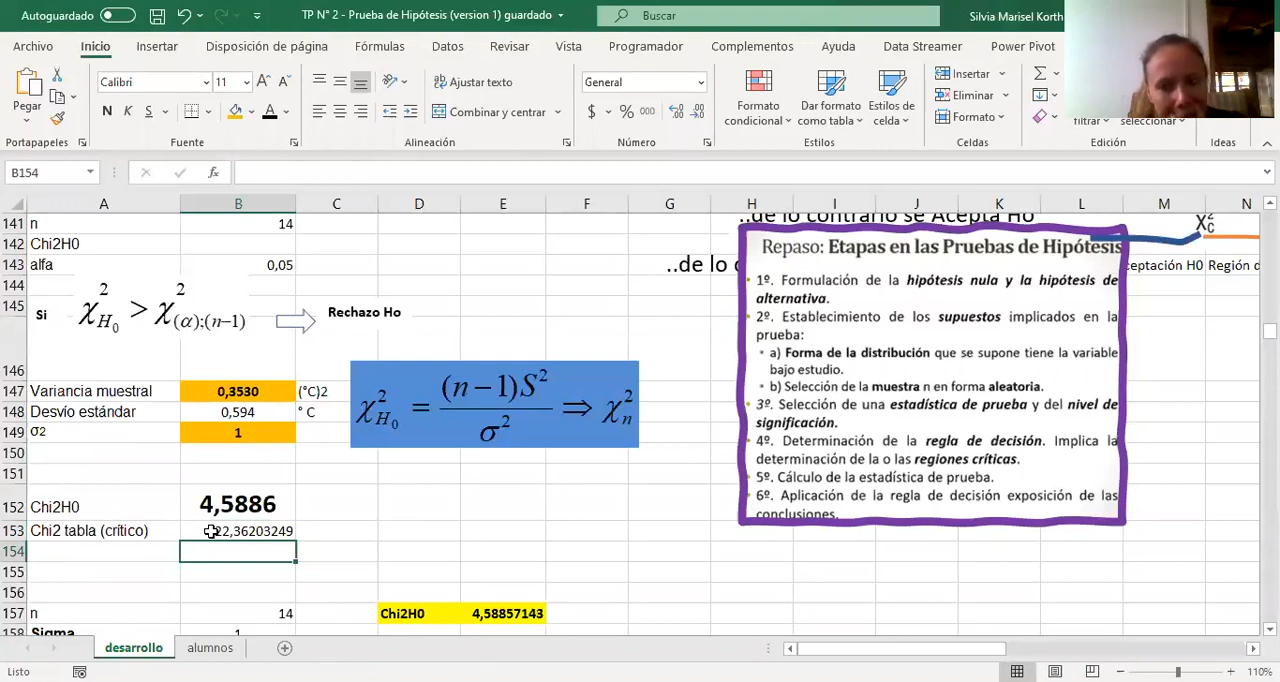 Autoguardado
TP N° 2 - Prueba de Hipótesis (version 1) guardado
Buscar
Silvia Marisel Korth
Archivo Inicio Insertar Disposición de página Fórmulas Datos Revisar Vista Programador Complementos Ayuda Data Streamer Power Pivot
Pegar
Calibri 11
N K S
Ajustar texto
Combinar y centrar
General
$ % 000
Formato condicional
Dar formato como tabla
Estilos de celda
Insertar
Eliminar
Formato
filtrar
seleccionar
Portapapeles Fuente Alineación Número Estilos Celdas Edición Ideas
B154
fx
A B C D E F G H I J K L M N
141 n 14
142 Chi2H0
143 alfa 0,05
144
145 Si χ²H₀ > χ²(α);(n−1) Rechazo Ho
146
147 Variancia muestral 0,3530 (°C)2
148 Desvío estándar 0,594 ° C
149 σ2 1
150
151
152 Chi2H0 4,5886
153 Chi2 tabla (crítico) 22,36203249
154
155
156
157 n 14 Chi2H0 4,58857143
158 Sigma 1
χ²H₀ = (n−1)S² / σ² ⇒ χ²n
..de lo contrario se Acepta Ho
..de lo
X²C
ceptación H0 Región d
Repaso: Etapas en las Pruebas de Hipótesis
1º. Formulación de la hipótesis nula y la hipótesis de
alternativa.
2º. Establecimiento de los supuestos implicados en la
prueba:
a) Forma de la distribución que se supone tiene la variable
bajo estudio.
b) Selección de la muestra n en forma aleatoria.
3º. Selección de una estadística de prueba y del nivel de
significación.
4º. Determinación de la regla de decisión. Implica la
determinación de la o las regiones críticas.
5º. Cálculo de la estadística de prueba.
6º. Aplicación de la regla de decisión exposición de las
conclusiones.
desarrollo alumnos
Listo
110%